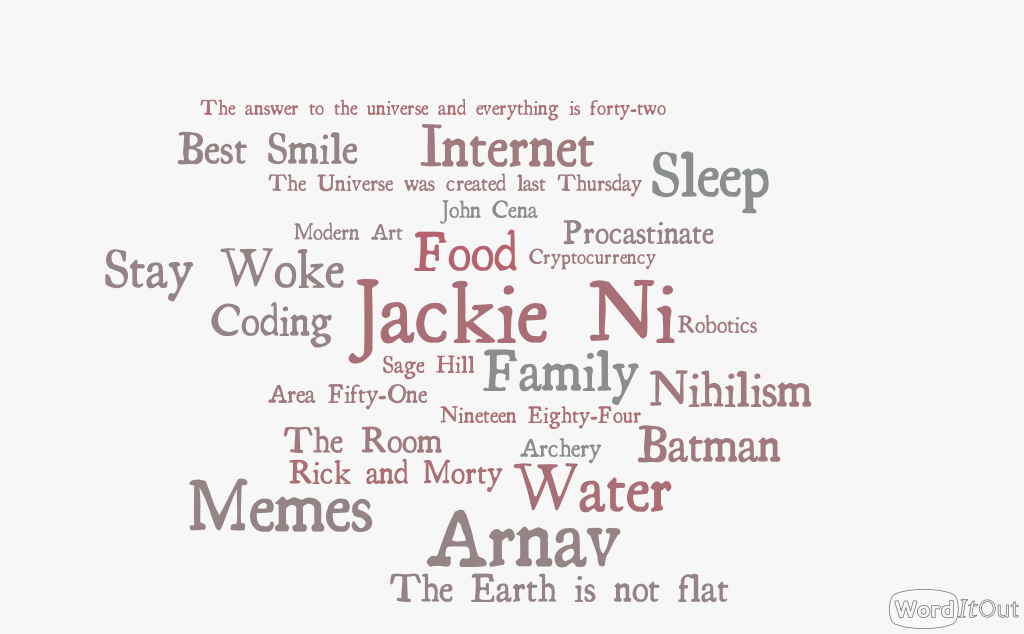 The answer to the universe and everything is forty-two
Best Smile
Internet
Sleep
The Universe was created last Thursday
John Cena
Modern Art
Procastinate
Food
Cryptocurrency
Stay Woke
Coding
Jackie Ni
Robotics
Sage Hill
Family
Nihilism
Area Fifty-One
Nineteen Eighty-Four
The Room
Archery
Batman
Rick and Morty
Water
Memes
Arnav
The Earth is not flat
WordItOut